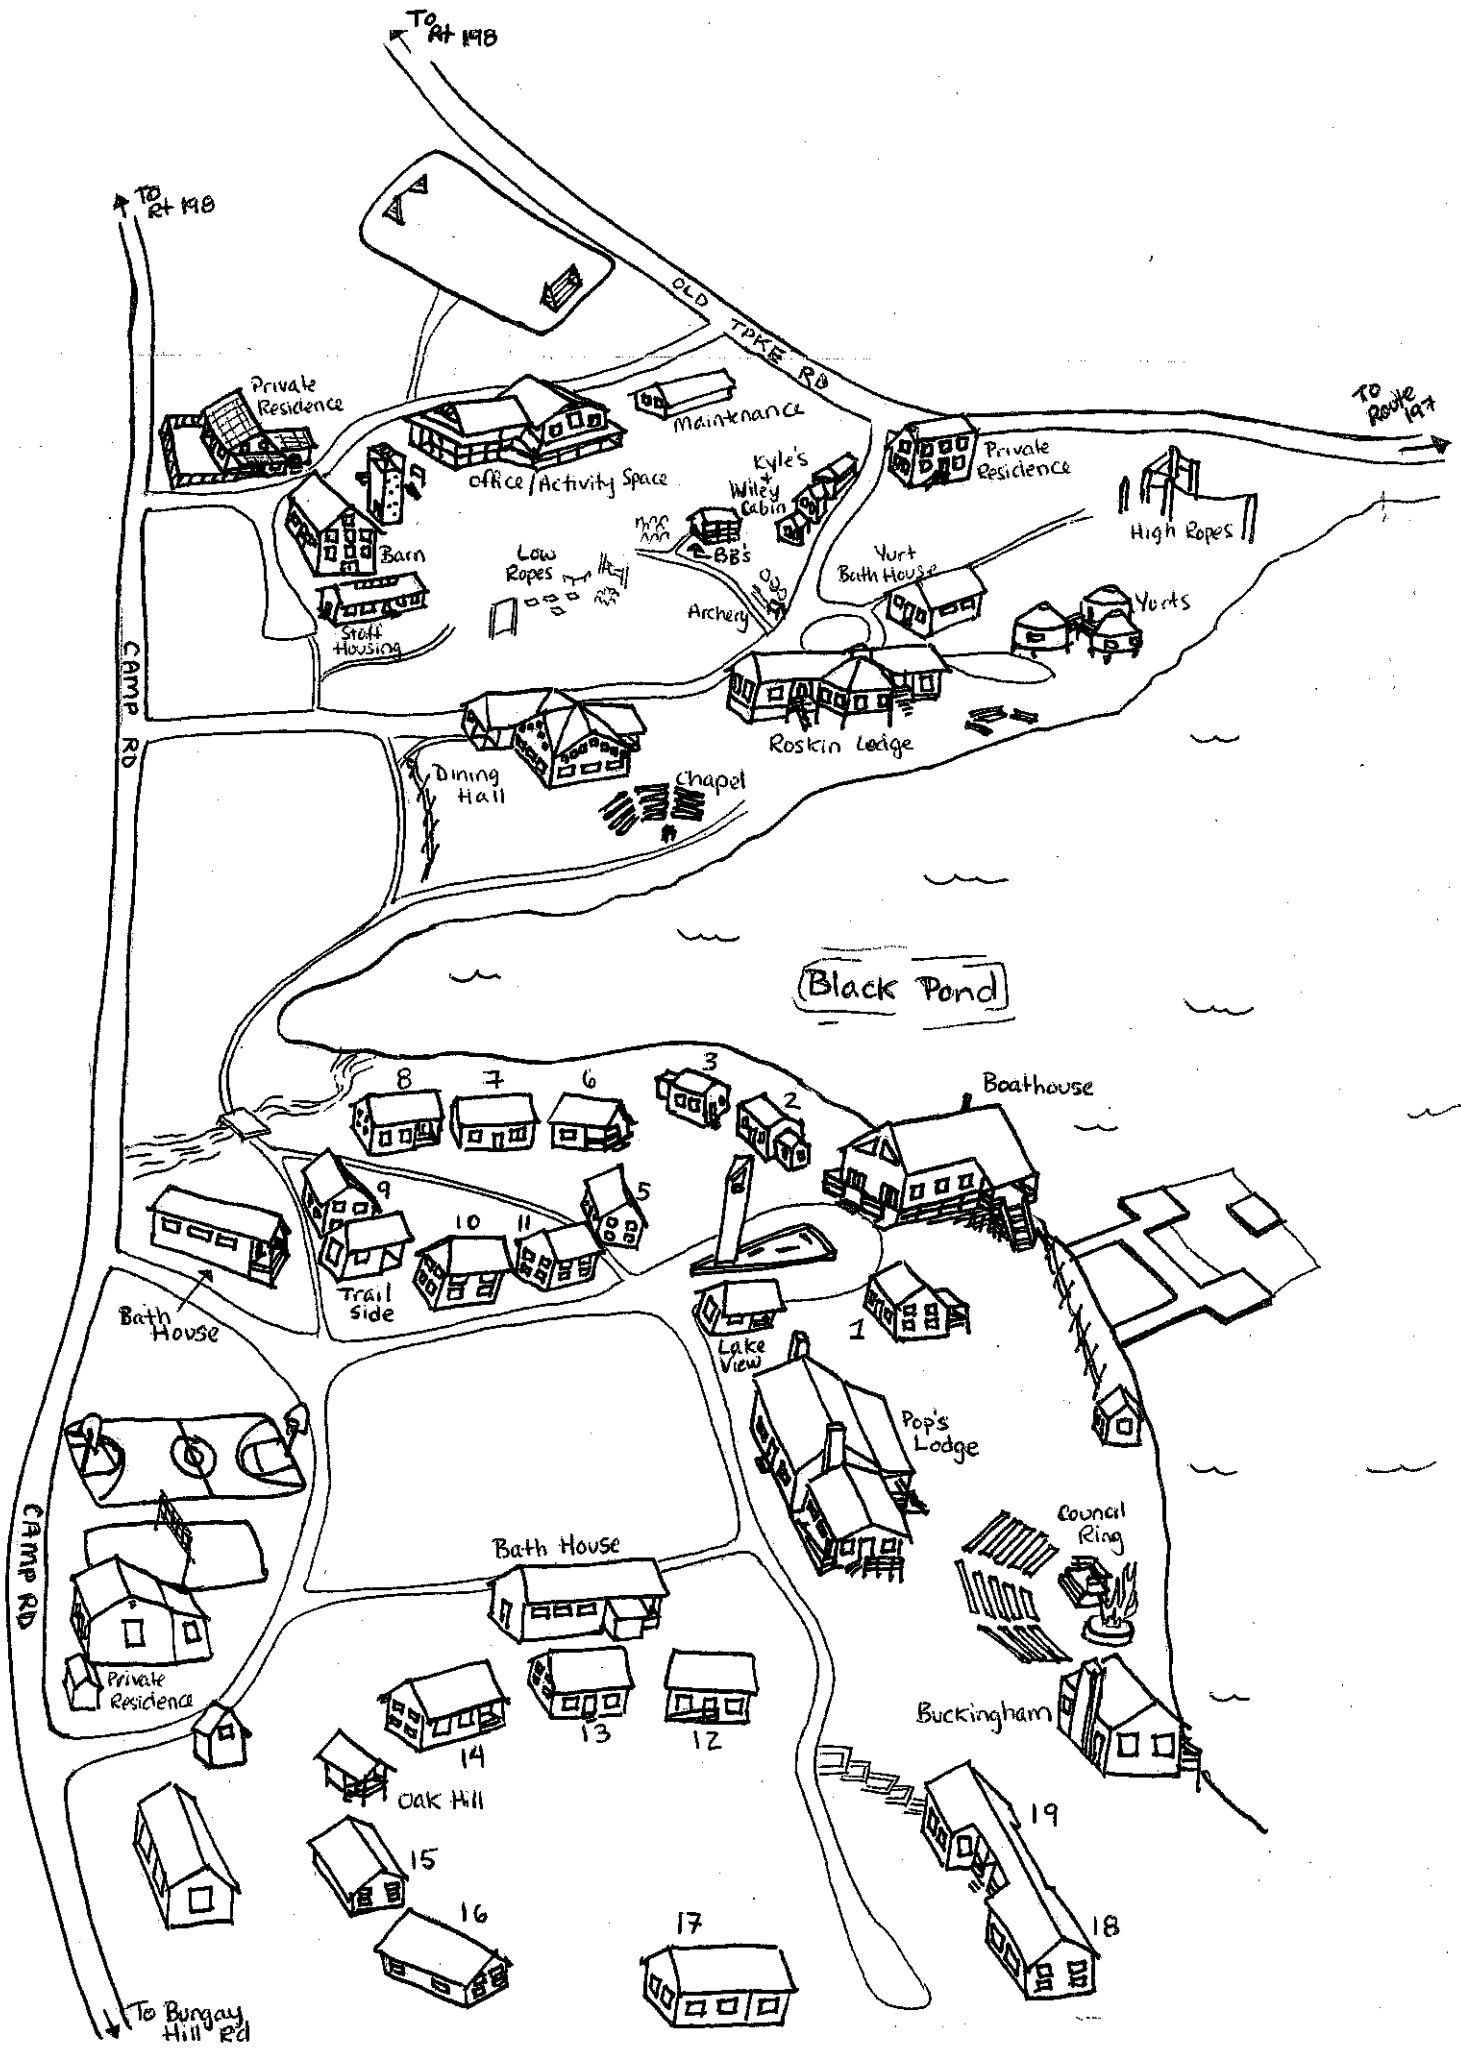 To
Rt 198
To
Rt 198
OLD TPKE RD
Private
Residence
Maintenance
To
Route
197
Office/Activity Space
Kyle's
+
Wiley
Cabin
Private
Residence
High Ropes
Barn
Low
Ropes
BB's
Yurt
Bath House
Archery
Yurts
Staff
Housing
CAMP RD
Roskin Lodge
Dining
Hall
Chapel
Black Pond
8
7
6
3
2
Boathouse
9
5
10
11
Trail
Side
Bath
House
Lake
View
1
Pop's
Lodge
CAMP RD
Council
Ring
Bath House
Private
Residence
Buckingham
14
13
12
Oak Hill
19
15
16
17
18
To Bungay
Hill Rd